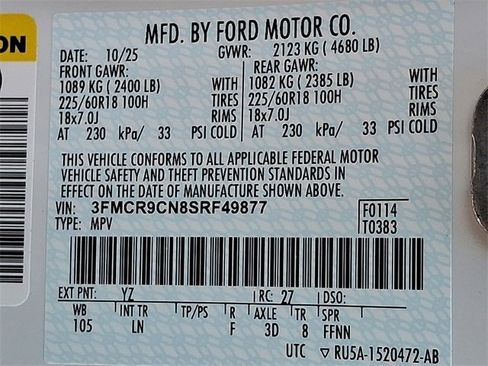 ON
MFD. BY FORD MOTOR CO.
DATE: 10/25 GVWR: 2123 KG (4680 LB)
FRONT GAWR: REAR GAWR:
1089 KG (2400 LB) WITH 1082 KG (2385 LB) WITH
225/60R18 100H TIRES 225/60R18 100H TIRES
18x7.0J RIMS 18x7.0J RIMS
AT 230 kPa/ 33 PSI COLD AT 230 kPa/ 33 PSI COLD
THIS VEHICLE CONFORMS TO ALL APPLICABLE FEDERAL MOTOR
VEHICLE SAFETY AND THEFT PREVENTION STANDARDS IN
EFFECT ON THE DATE OF MANUFACTURE SHOWN ABOVE.
VIN: 3FMCR9CN8SRF49877 F0114
TYPE: MPV T0383
EXT PNT: YZ RC: 27 DSO:
WB INT TR TP/PS R AXLE TR SPR
105 LN F 3D 8 FFNN
UTC ▽RU5A-1520472-AB